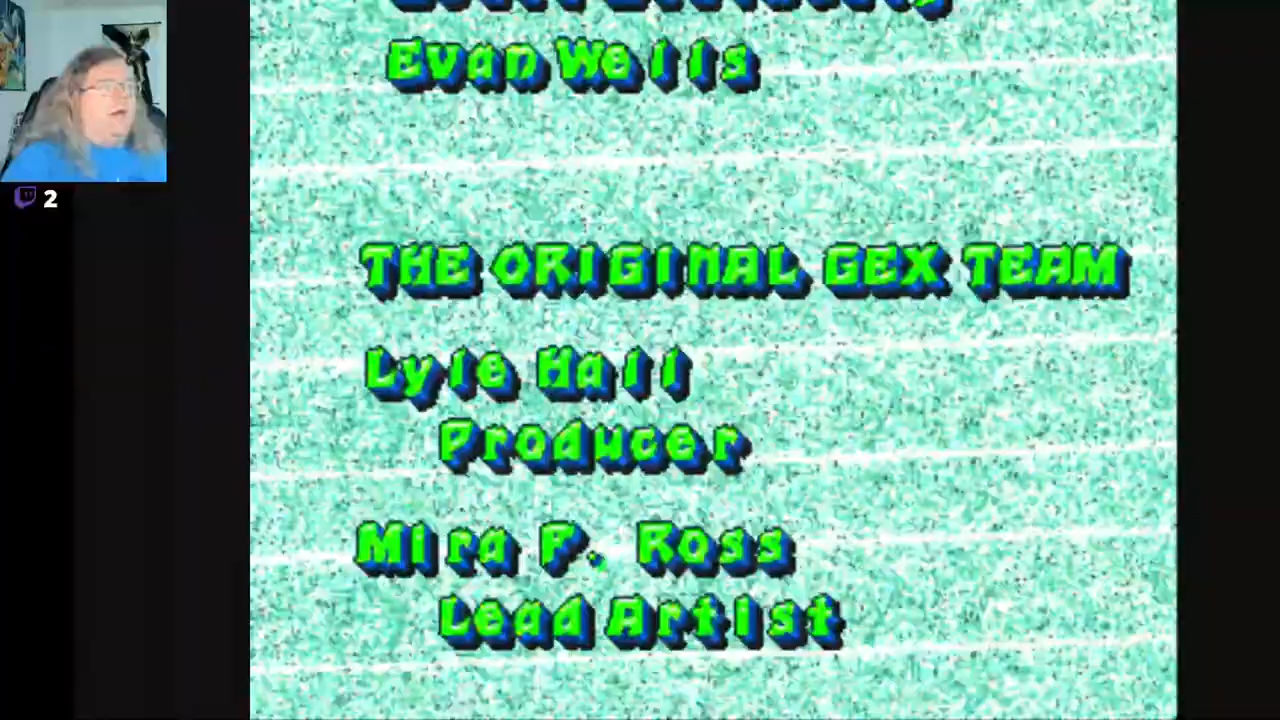 Evan Wells
2
THE ORIGINAL GEX TEAM
Lyle Hall
Producer
Mira F. Ross
Lead Artist